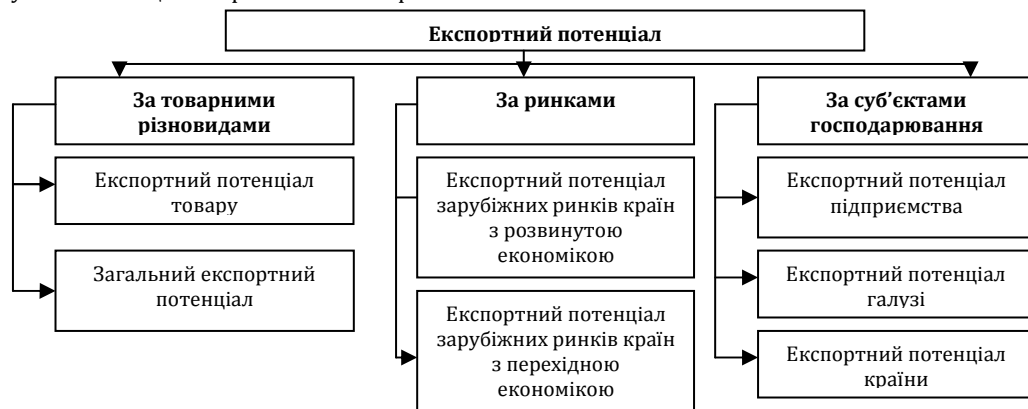 Експортний потенціал
За товарними
різновидами
Експортний потенціал
товару
Загальний експортний
потенціал
За ринками
Експортний потенціал
зарубіжних ринків країн
з розвинутою
економікою
Експортний потенціал
зарубіжних ринків країн
з перехідною
економікою
За суб’єктами
господарювання
Експортний потенціал
підприємства
Експортний потенціал
галузі
Експортний потенціал
країни